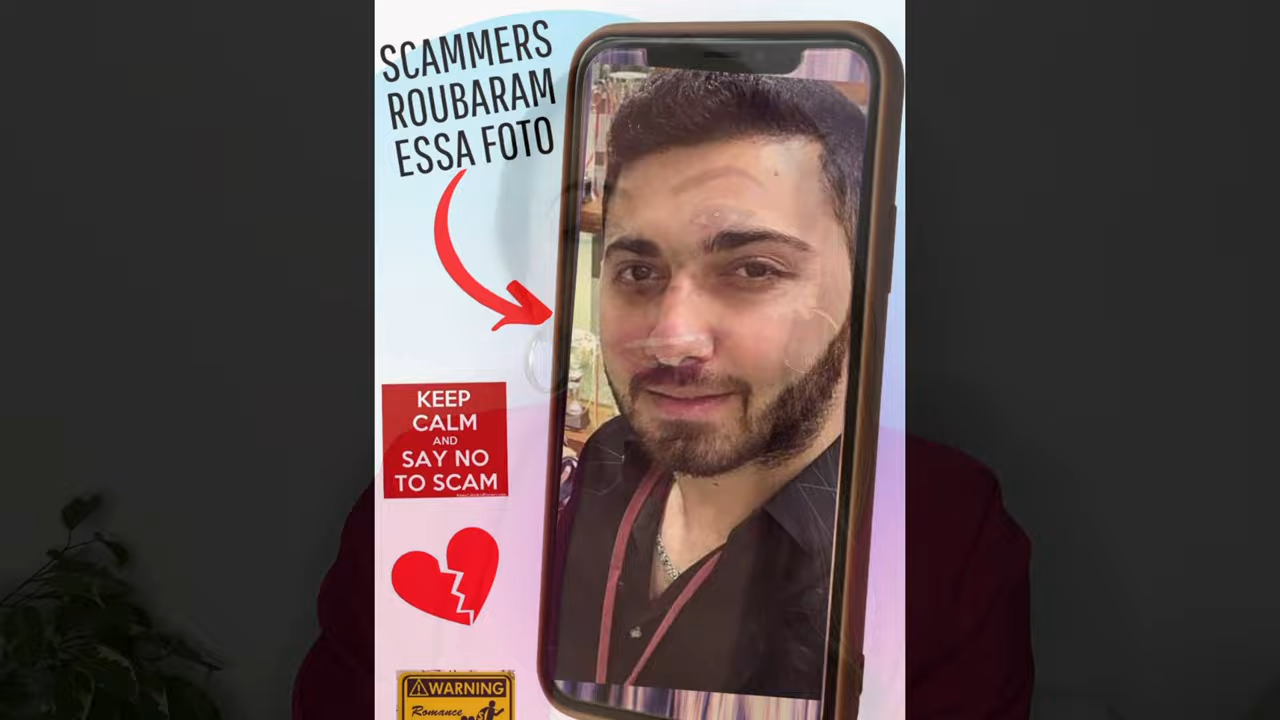 SCAMMERS
ROUBARAM
ESSA FOTO
KEEP
CALM
AND
SAY NO
TO SCAM
WARNING
Romance